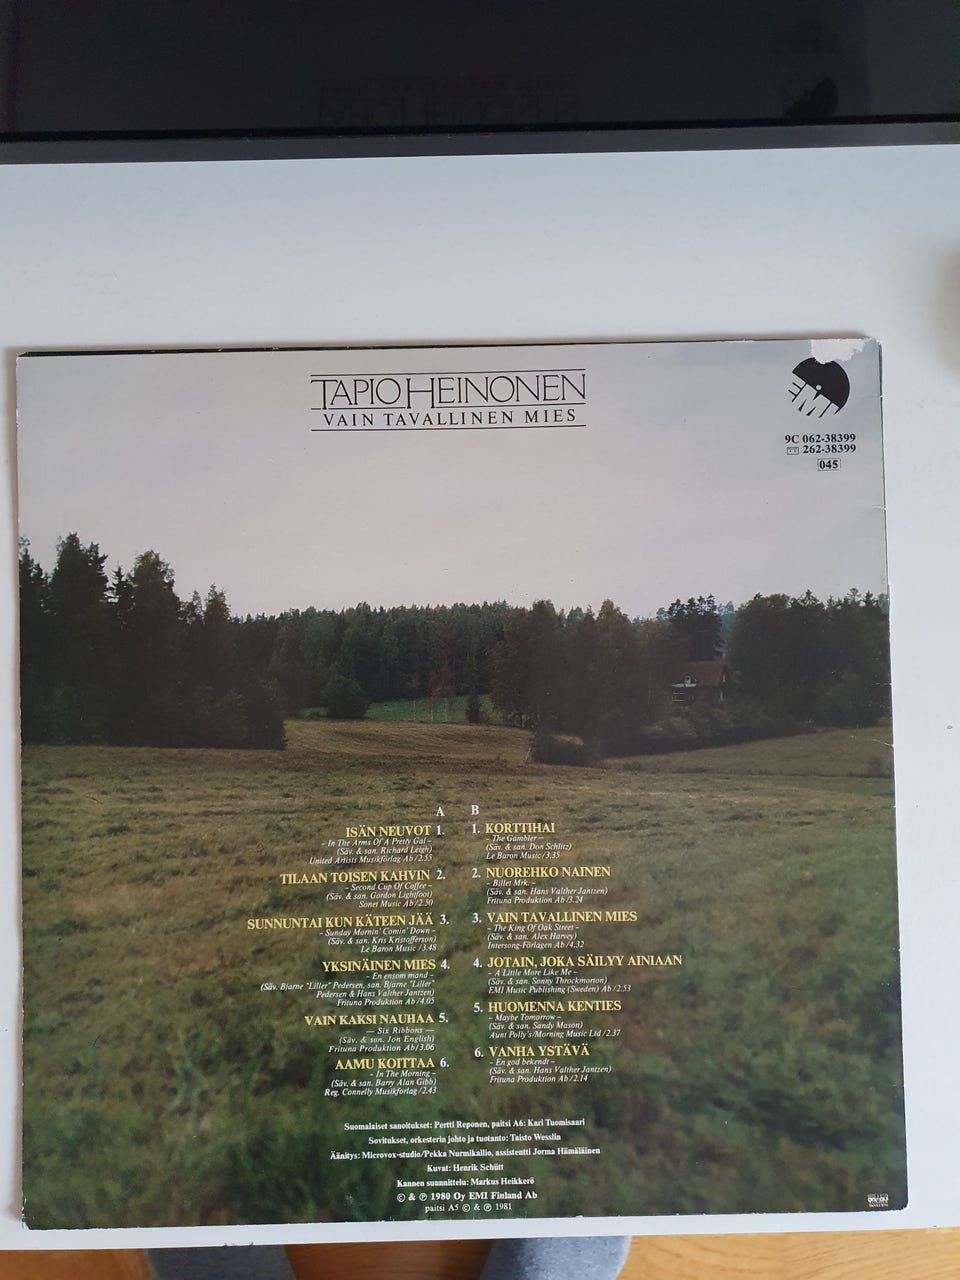 TAPIO HEINONEN
VAIN TAVALLINEN MIES
EMI
9C 062-38399
262-38399
045
A
ISÄN NEUVOT 1.
– In The Arms Of A Pretty Gal –
(Säv. & san. Richard Leigh)
United Artists Musikförlag Ab/2.55
TILAAN TOISEN KAHVIN 2.
– Second Cup Of Coffee –
(Säv. & san. Gordon Lightfoot)
Sonet Music Ab/2.50
SUNNUNTAI KUN KÄTEEN JÄÄ 3.
– Sunday Mornin' Comin' Down –
(Säv. & san. Kris Kristofferson)
Le Baron Music/3.48
YKSINÄINEN MIES 4.
– En ensom mand –
(Säv. Bjarne "Liller" Pedersen, san. Bjarne "Liller"
Pedersen & Hans Valther Jantzen)
Frituna Produktion Ab/4.05
VAIN KAKSI NAUHAA 5.
— Six Ribbons —
(Säv. & san. Jon English)
Frituna Produktion Ab/3.06
AAMU KOITTAA 6.
– In The Morning –
(Säv. & san. Barry Alan Gibb)
Reg. Connelly Musikforlag/2.43
B
1. KORTTIHAI
– The Gambler –
(Säv. & san. Don Schlitz)
Le Baron Music/3.35
2. NUOREHKO NAINEN
– Billet Mrk. –
(Säv. & san. Hans Valther Jantzen)
Frituna Produktion Ab/3.24
3. VAIN TAVALLINEN MIES
– The King Of Oak Street –
(Säv. & san. Alex Harvey)
Intersong-Förlagen Ab/4.32
4. JOTAIN, JOKA SÄILYY AINIAAN
– A Little More Like Me –
(Säv. & san. Sonny Throckmorton)
EMI Music Publishing (Sweden) Ab/2.53
5. HUOMENNA KENTIES
– Maybe Tomorrow –
(Säv. & san. Sandy Mason)
Aunt Polly's/Morning Music Ltd/2.37
6. VANHA YSTÄVÄ
– En god bekendt –
(Säv. & san. Hans Valther Jantzen)
Frituna Produktion Ab/2.14
Suomalaiset sanoitukset: Pertti Reponen, paitsi A6: Kari Tuomisaari
Sovitukset, orkesterin johto ja tuotanto: Taisto Wesslin
Äänitys: Microvox-studio/Pekka Nurmikallio, assistentti Jorma Hämäläinen
Kuvat: Henrik Schütt
Kannen suunnittelu: Markus Heikkerö
© & ℗ 1980 Oy EMI Finland Ab
paitsi A5 © & ℗ 1981